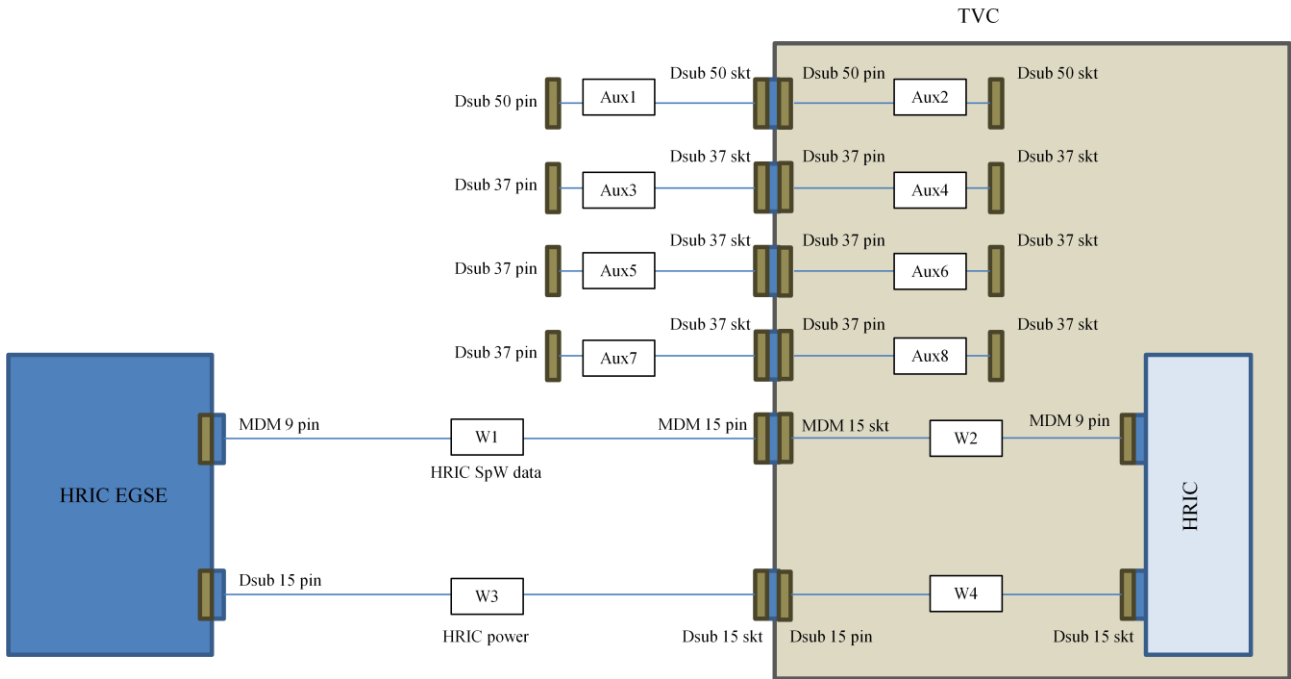 TVC
Dsub 50 skt
Dsub 50 pin
Dsub 50 skt
Dsub 50 pin
Aux1
Aux2
Dsub 37 skt
Dsub 37 pin
Dsub 37 skt
Dsub 37 pin
Aux3
Aux4
Dsub 37 skt
Dsub 37 pin
Dsub 37 skt
Dsub 37 pin
Aux5
Aux6
Dsub 37 skt
Dsub 37 pin
Dsub 37 skt
Dsub 37 pin
Aux7
Aux8
MDM 9 pin
W1
MDM 15 pin
MDM 15 skt
W2
MDM 9 pin
HRIC SpW data
HRIC EGSE
HRIC
Dsub 15 pin
W3
W4
HRIC power
Dsub 15 skt
Dsub 15 pin
Dsub 15 skt